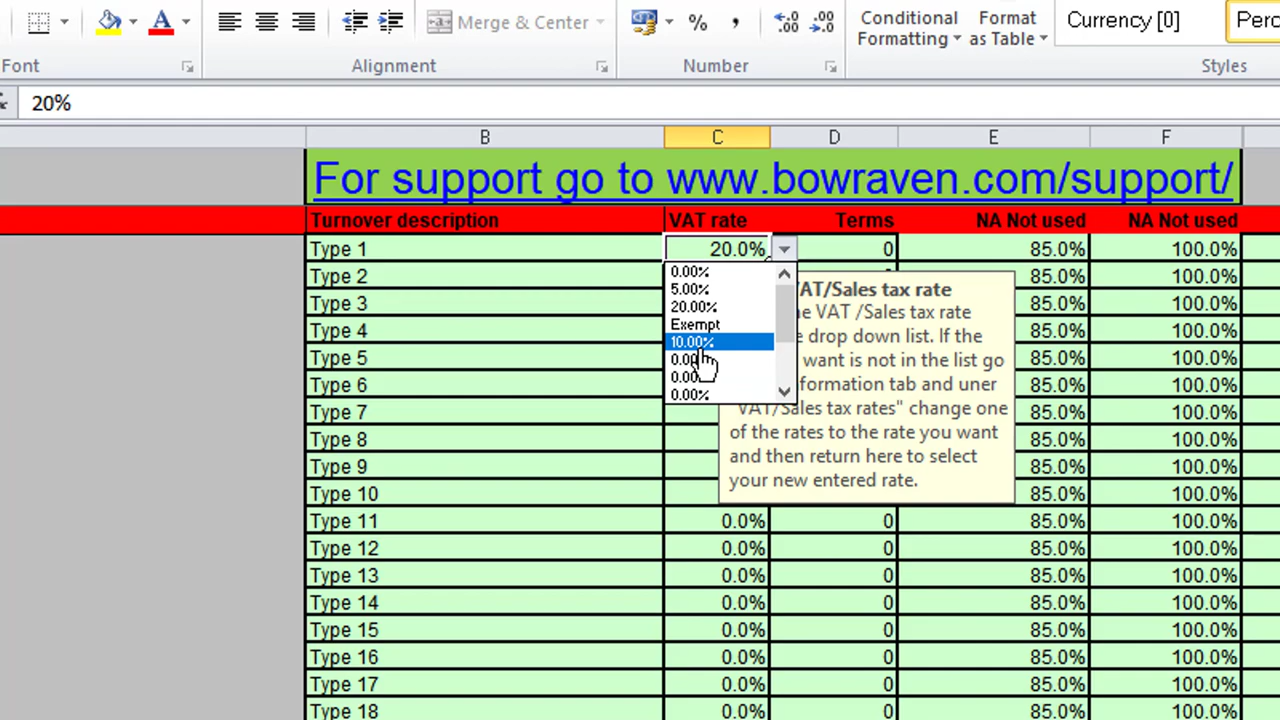 Merge & Center
%
,
Conditional
Formatting
Format
as Table
Currency [0]
Perc
Font
Alignment
Number
Styles
20%
B
C
D
E
F
For support go to www.bowraven.com/support/
Turnover description VAT rate Terms NA Not used NA Not used
Type 1 20.0% 0 85.0% 100.0%
Type 2 85.0% 100.0%
Type 3 85.0% 100.0%
Type 4 85.0% 100.0%
Type 5 85.0% 100.0%
Type 6 85.0% 100.0%
Type 7 85.0% 100.0%
Type 8 85.0% 100.0%
Type 9 85.0% 100.0%
Type 10 85.0% 100.0%
Type 11 0.0% 0 85.0% 100.0%
Type 12 0.0% 0 85.0% 100.0%
Type 13 0.0% 0 85.0% 100.0%
Type 14 0.0% 0 85.0% 100.0%
Type 15 0.0% 0 85.0% 100.0%
Type 16 0.0% 0 85.0% 100.0%
Type 17 0.0% 0 85.0% 100.0%
Type 18 0.0% 0 85.0% 100.0%
0.00%
5.00%
20.00%
Exempt
10.00%
0.00%
VAT/Sales tax rate
VAT /Sales tax rate
drop down list. If the
want is not in the list go
tab and uner
"VAT/Sales tax rates" change one
of the rates to the rate you want
and then return here to select
your new entered rate.